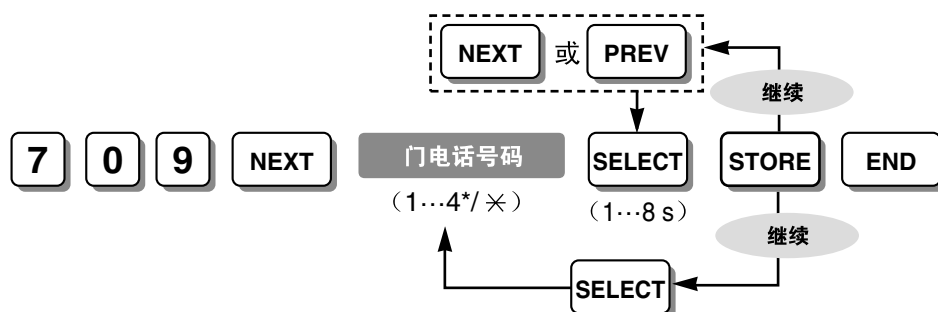 NEXT 或 PREV
继续
7 0 9 NEXT 门电话号码 SELECT STORE END
(1…4*/✳) (1…8 s)
继续
SELECT